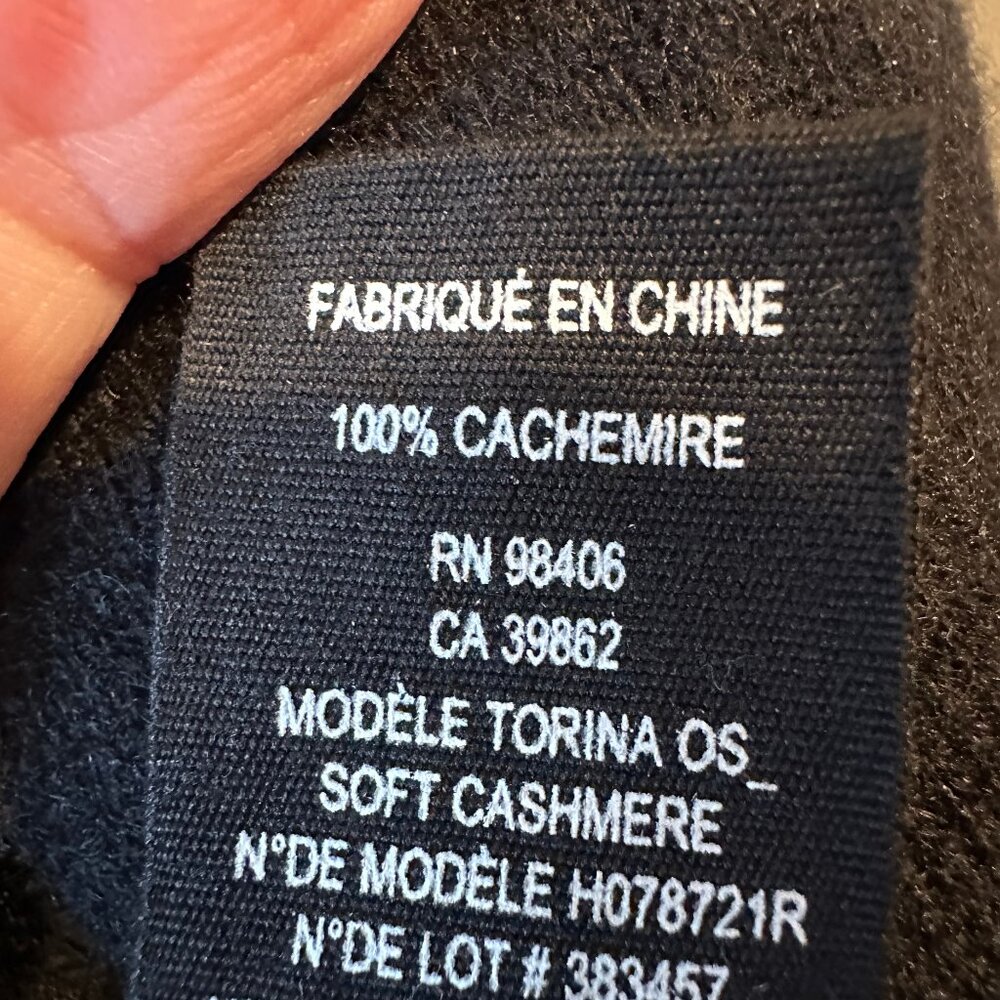 FABRIQUÉ EN CHINE
100% CACHEMIRE
RN 98406
CA 39862
MODÈLE TORINA OS_
SOFT CASHMERE
N°DE MODÈLE H078721R
N°DE LOT # 383457